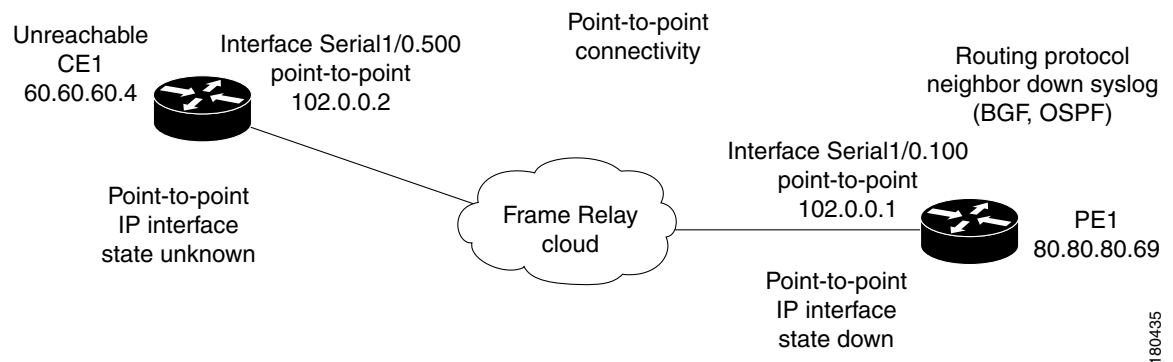 Unreachable
CE1
60.60.60.4
Interface Serial1/0.500
point-to-point
102.0.0.2
Point-to-point
connectivity
Routing protocol
neighbor down syslog
(BGF, OSPF)
Interface Serial1/0.100
point-to-point
102.0.0.1
Point-to-point
IP interface
state unknown
Frame Relay
cloud
PE1
80.80.80.69
Point-to-point
IP interface
state down
180435